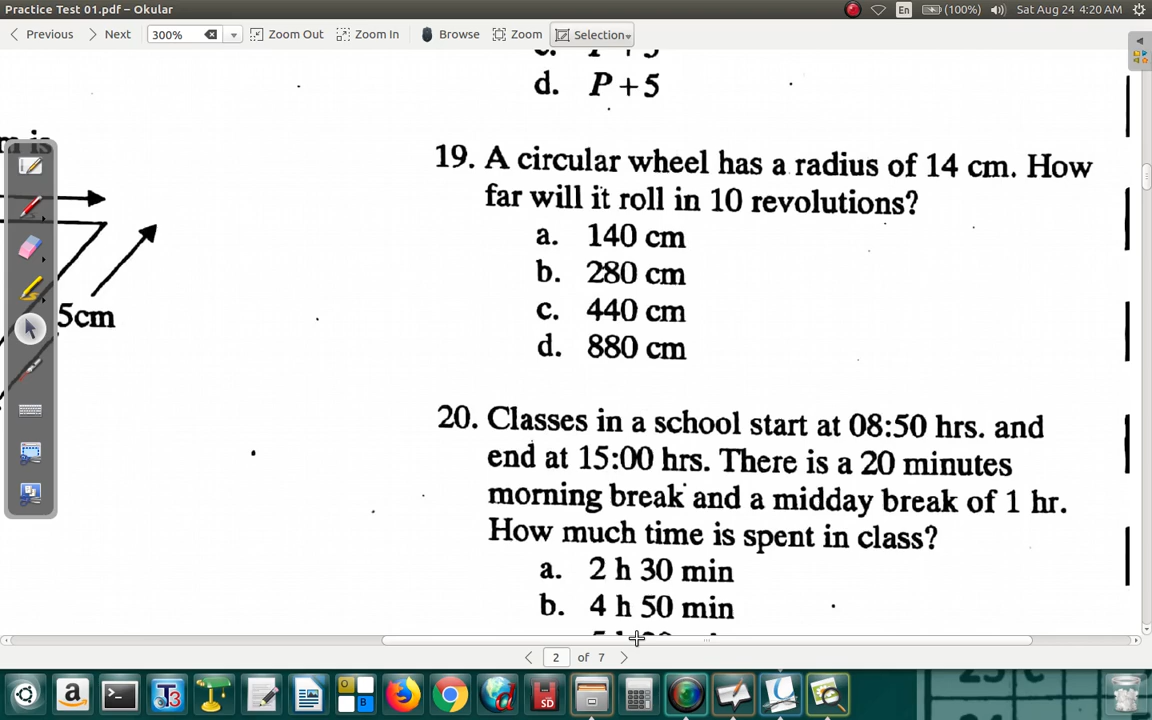 Practice Test 01.pdf – Okular
En (100%) Sat Aug 24 4:20 AM
Previous Next 300% Zoom Out Zoom In Browse Zoom Selection
d. P + 5
m is
5cm
19. A circular wheel has a radius of 14 cm. How
far will it roll in 10 revolutions?
a. 140 cm
b. 280 cm
c. 440 cm
d. 880 cm
20. Classes in a school start at 08:50 hrs. and
end at 15:00 hrs. There is a 20 minutes
morning break and a midday break of 1 hr.
How much time is spent in class?
a. 2 h 30 min
b. 4 h 50 min
2 of 7
SD